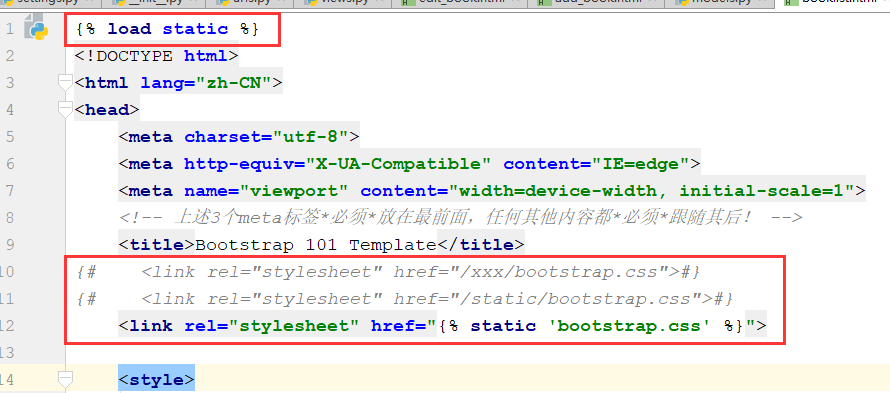 settings.py __init__.py urls.py views.py edit_book.html add_book.html models.py booklist.html
1 {% load static %}
2 <!DOCTYPE html>
3 <html lang="zh-CN">
4 <head>
5 <meta charset="utf-8">
6 <meta http-equiv="X-UA-Compatible" content="IE=edge">
7 <meta name="viewport" content="width=device-width, initial-scale=1">
8 <!-- 上述3个meta标签*必须*放在最前面，任何其他内容都*必须*跟随其后！ -->
9 <title>Bootstrap 101 Template</title>
10 {# <link rel="stylesheet" href="/xxx/bootstrap.css">#}
11 {# <link rel="stylesheet" href="/static/bootstrap.css">#}
12 <link rel="stylesheet" href="{% static 'bootstrap.css' %}">
13
14 <style>